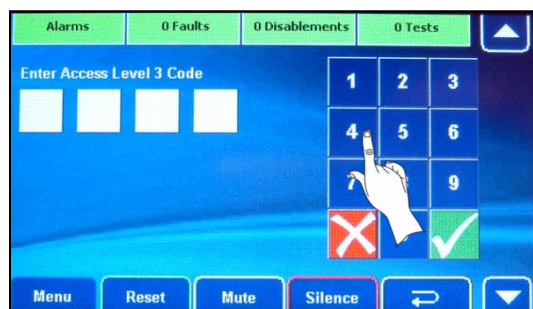 Alarms 0 Faults 0 Disablements 0 Tests
Enter Access Level 3 Code
1 2 3
4 5 6
7 9
Menu Reset Mute Silence